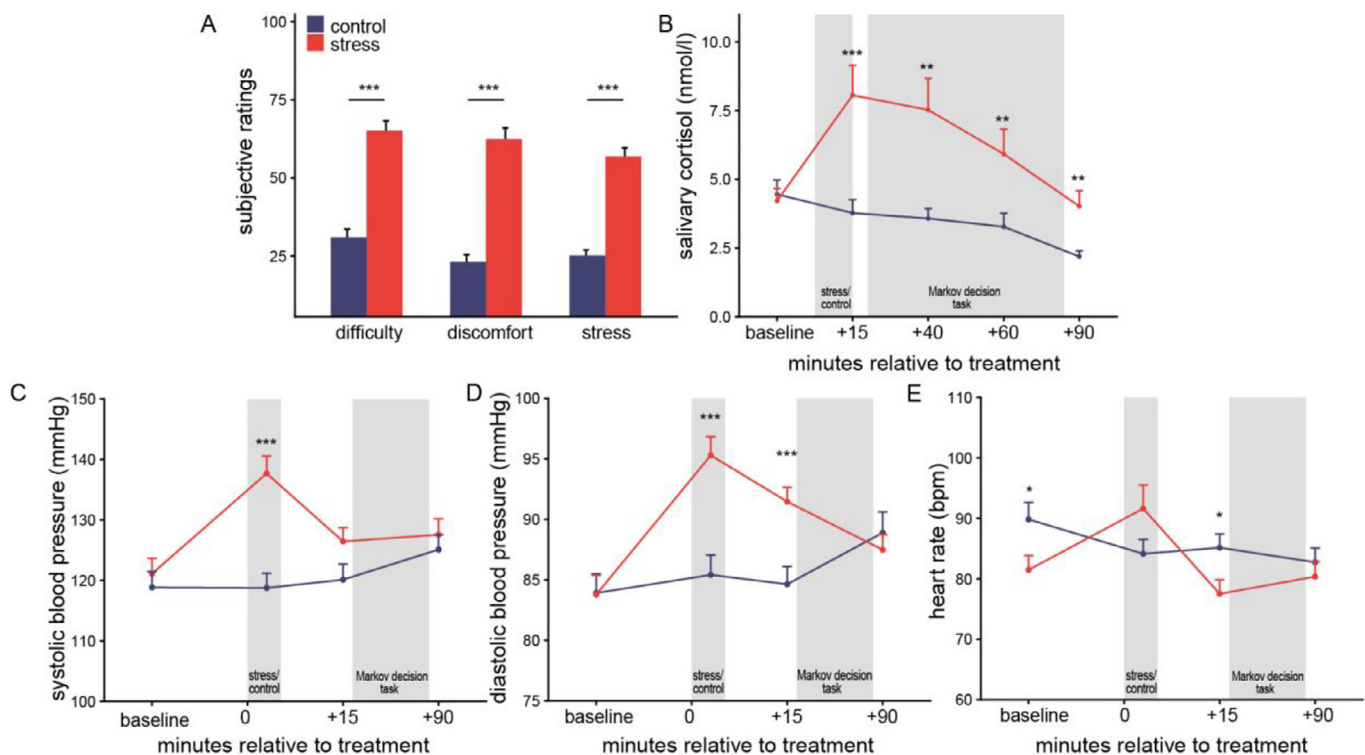 A
subjective ratings
100
75
50
25
control
stress
***
***
***
difficulty
discomfort
stress
B
salivary cortisol (nmol/l)
10.0
7.5
5.0
2.5
0.0
***
**
**
**
stress/
control
Markov decision
task
baseline
+15
+40
+60
+90
minutes relative to treatment
C
systolic blood pressure (mmHg)
150
140
130
120
110
100
***
stress/
control
Markov decision
task
baseline
0
+15
+90
minutes relative to treatment
D
diastolic blood pressure (mmHg)
100
95
90
85
80
75
***
***
stress/
control
Markov decision
task
baseline
0
+15
+90
minutes relative to treatment
E
heart rate (bpm)
110
100
90
80
70
60
*
*
stress/
control
Markov decision
task
baseline
0
+15
+90
minutes relative to treatment